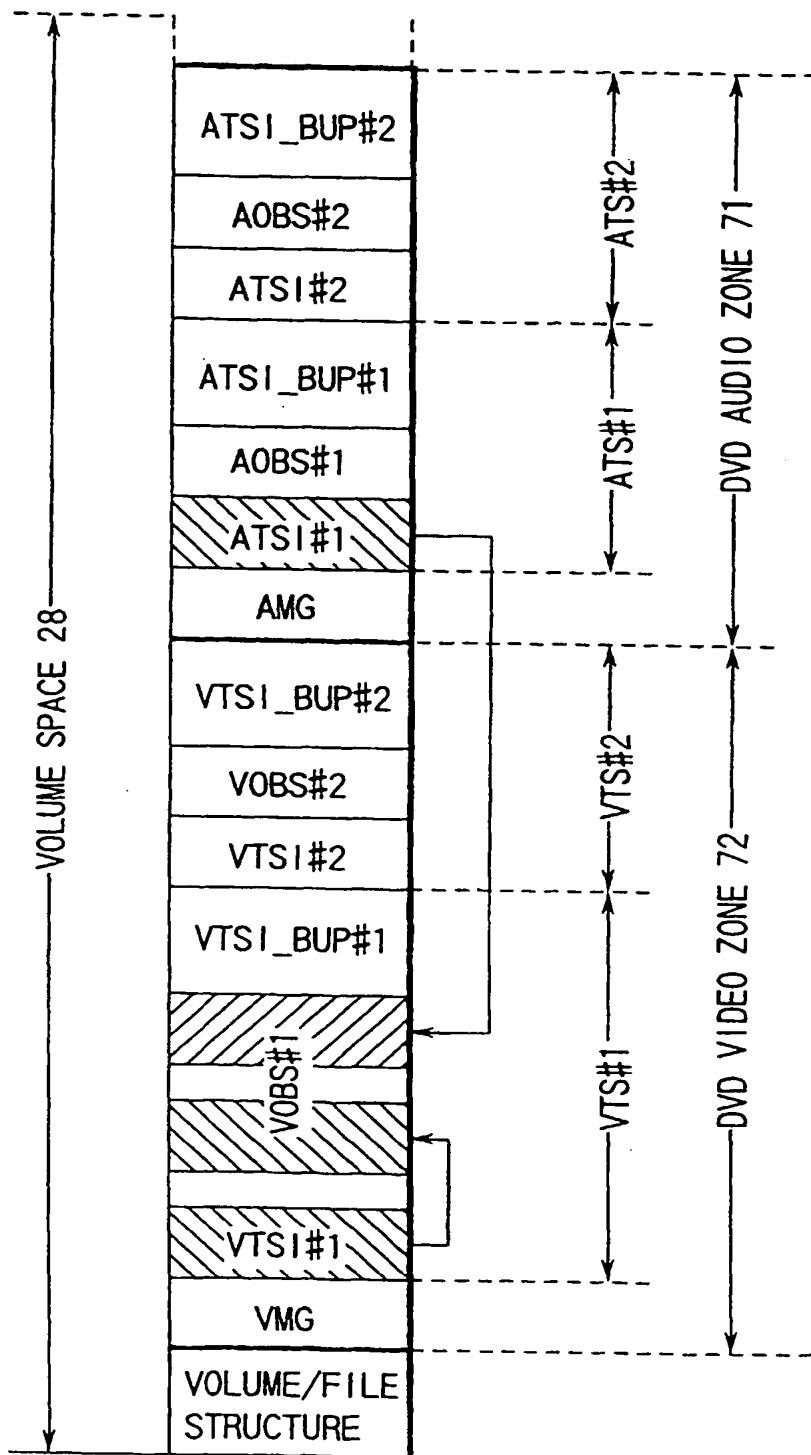 VOLUME SPACE 28
ATSI_BUP#2
AOBS#2
ATSI#2
ATSI_BUP#1
AOBS#1
ATSI#1
AMG
VTSI_BUP#2
VOBS#2
VTSI#2
VTSI_BUP#1
VOBS#1
VTSI#1
VMG
VOLUME/FILE
STRUCTURE
ATS#2
ATS#1
VTS#2
VTS#1
DVD AUDIO ZONE 71
DVD VIDEO ZONE 72